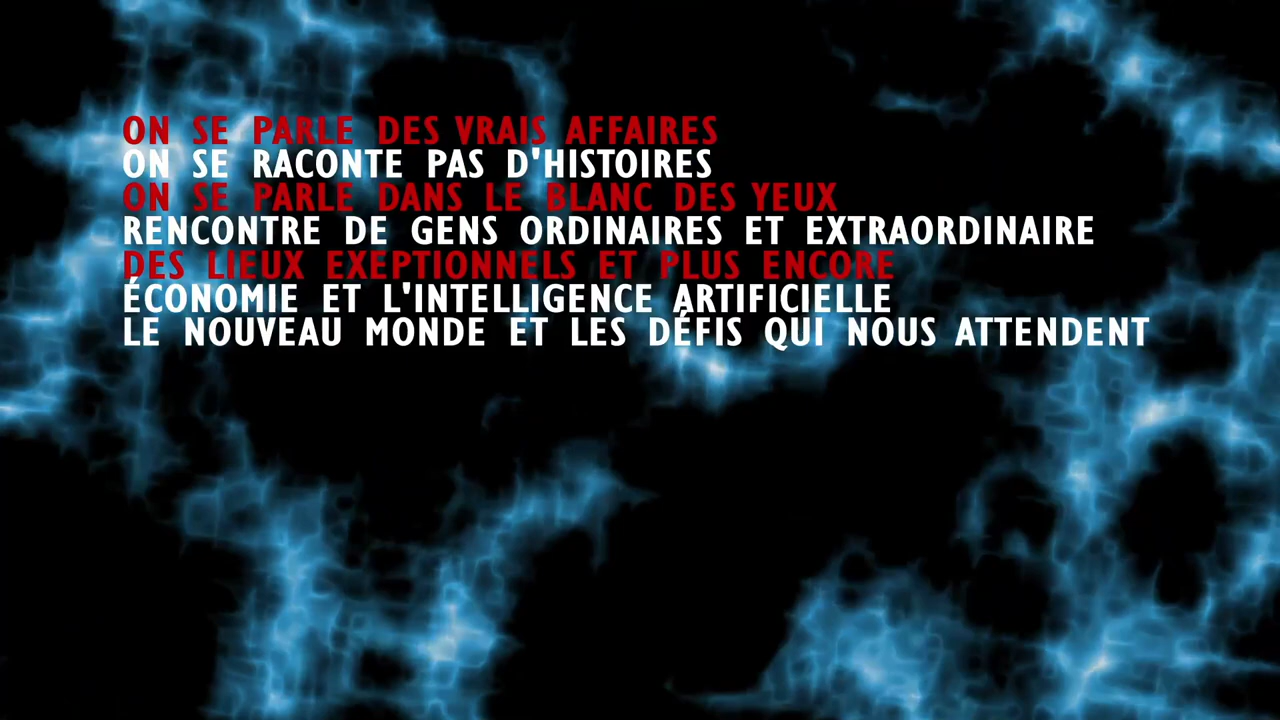 ON SE PARLE DES VRAIS AFFAIRES
ON SE RACONTE PAS D'HISTOIRES
ON SE PARLE DANS LE BLANC DES YEUX
RENCONTRE DE GENS ORDINAIRES ET EXTRAORDINAIRE
DES LIEUX EXEPTIONNELS ET PLUS ENCORE
ÉCONOMIE ET L'INTELLIGENCE ARTIFICIELLE
LE NOUVEAU MONDE ET LES DÉFIS QUI NOUS ATTENDENT